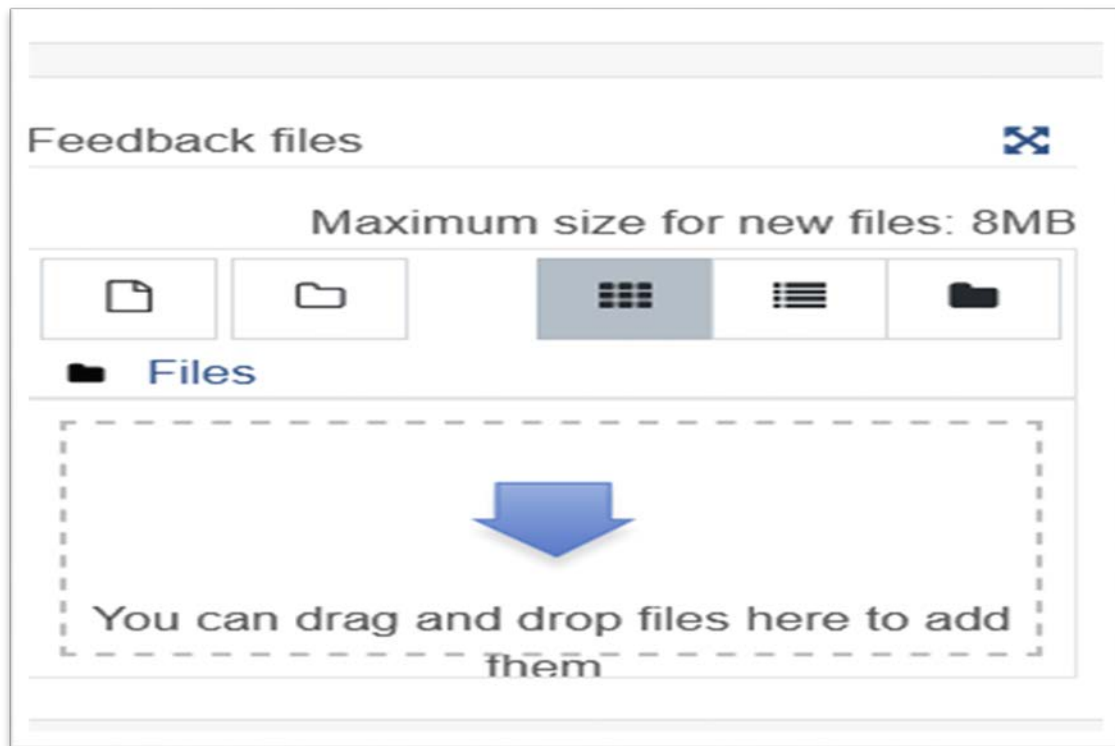 Feedback files
Maximum size for new files: 8MB
Files
You can drag and drop files here to add
them